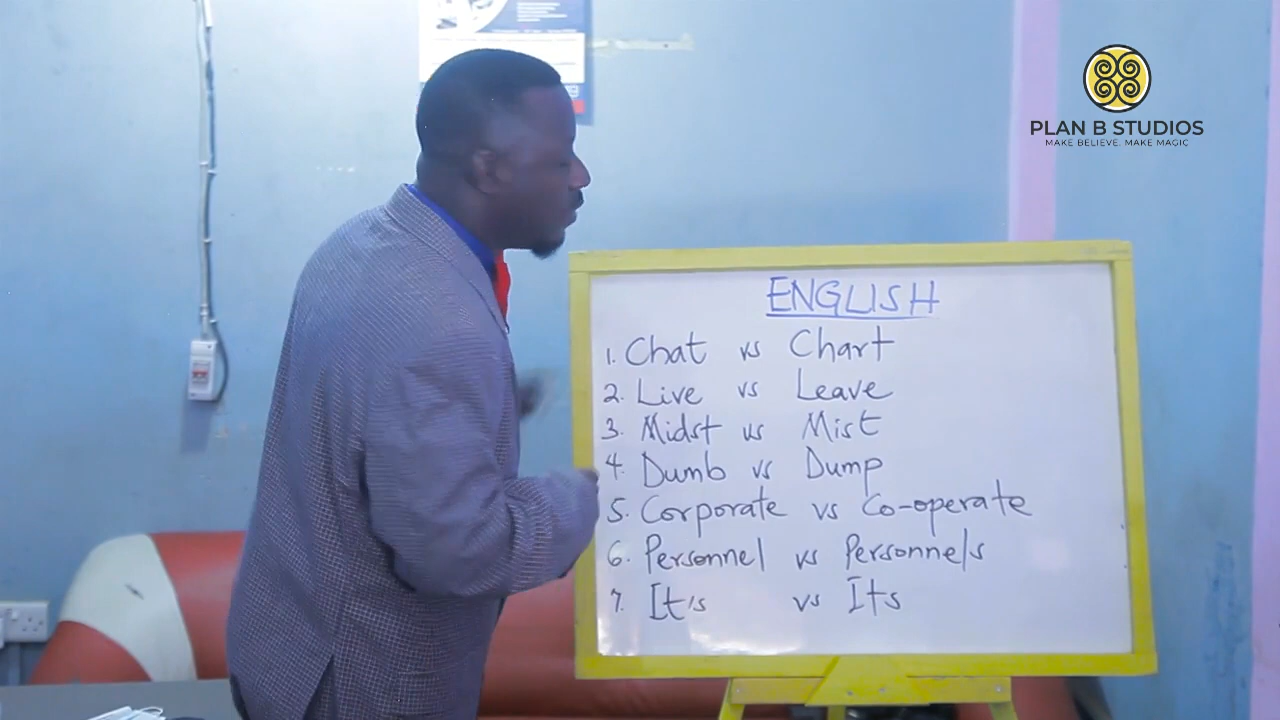 PLAN B STUDIOS
MAKE BELIEVE. MAKE MAGIC
ENGLISH
1. Chat vs Chart
2. Live vs Leave
3. Midst vs Mist
4. Dumb vs Dump
5. Corporate vs Co-operate
6. Personnel vs Personnels
7. It's vs Its